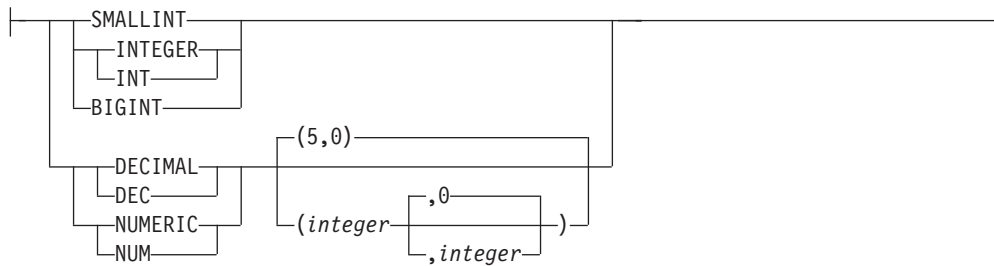 SMALLINT
INTEGER
INT
BIGINT
(5,0)
DECIMAL
DEC
,0
NUMERIC
(integer
)
NUM
,integer